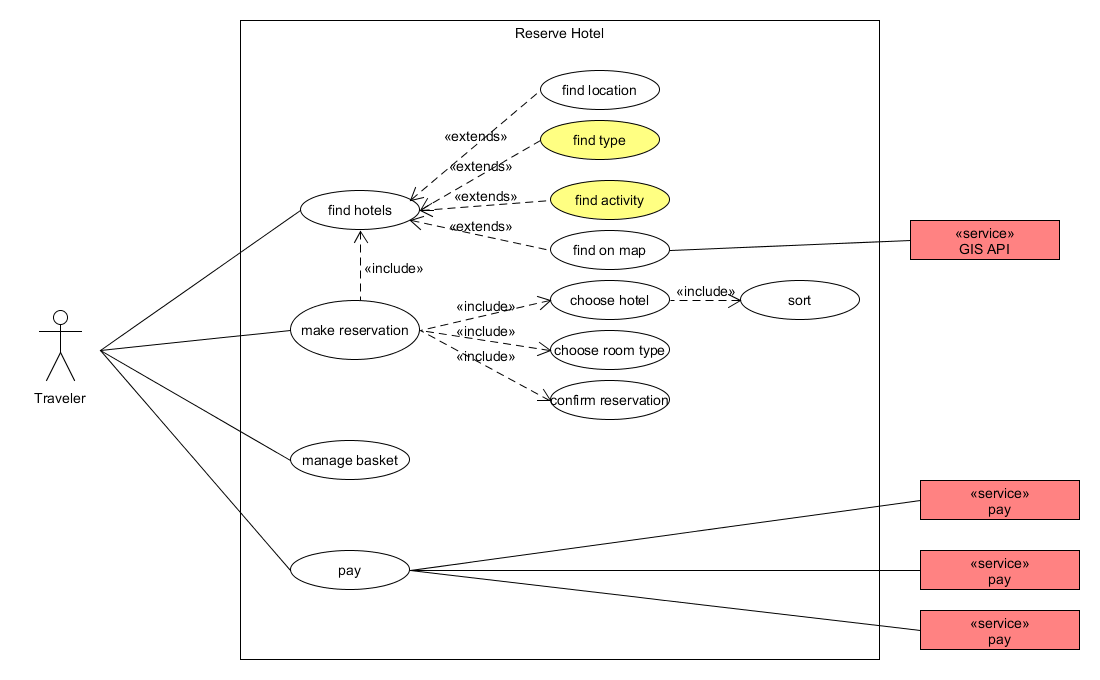 Reserve Hotel
find location
«extends»
find type
«extends»
«extends»
find activity
find hotels
«extends»
find on map
«service»
GIS API
«include»
«include»
choose hotel
«include»
sort
make reservation
«include»
choose room type
«include»
confirm reservation
Traveler
manage basket
«service»
pay
pay
«service»
pay
«service»
pay